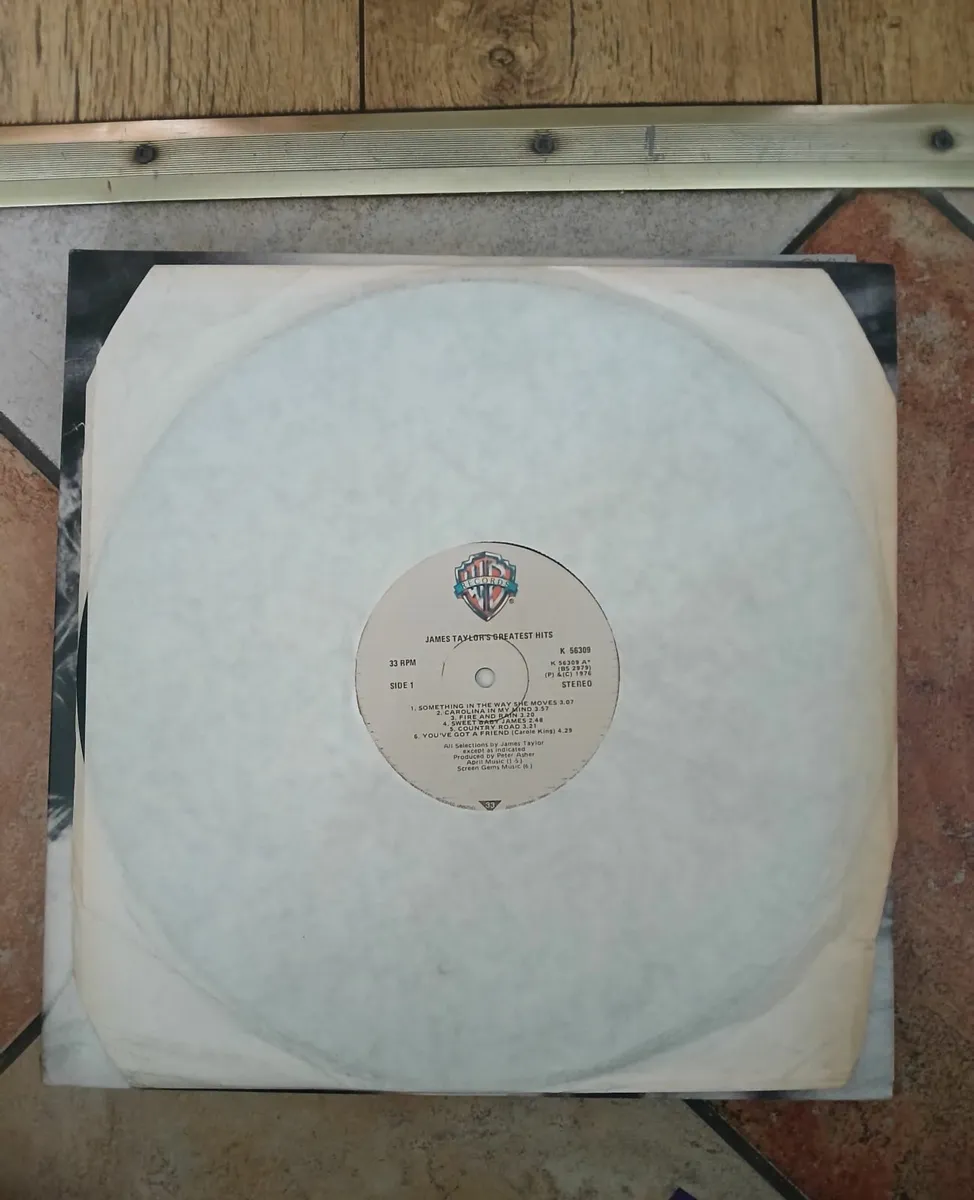 RECORDS
JAMES TAYLOR'S GREATEST HITS
K 56309
33 RPM
K 56309 A*
(BS 2979)
(P) & (C) 1976
SIDE 1
STEREO
1. SOMETHING IN THE WAY SHE MOVES 3.07
2. CAROLINA IN MY MIND 3.57
3. FIRE AND RAIN 3.20
4. SWEET BABY JAMES 2.48
5. COUNTRY ROAD 3.21
6. YOU'VE GOT A FRIEND (Carole King) 4.28
All Selections by James Taylor
except as indicated
Produced by Peter Asher
April Music (1-5)
Screen Gems Music (6)
33